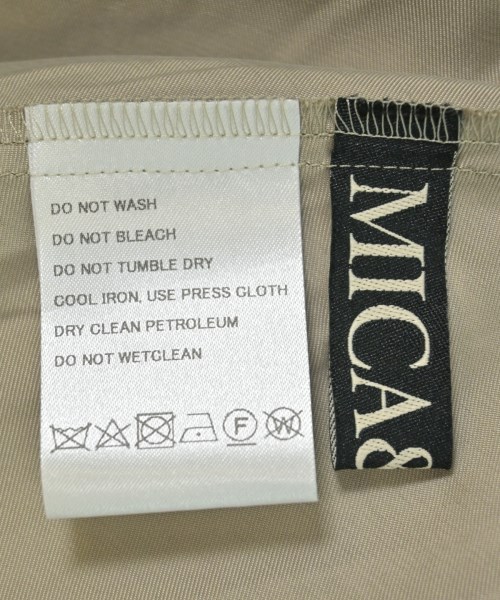 DO NOT WASH
DO NOT BLEACH
DO NOT TUMBLE DRY
COOL IRON, USE PRESS CLOTH
DRY CLEAN PETROLEUM
DO NOT WETCLEAN
F W
MICA&